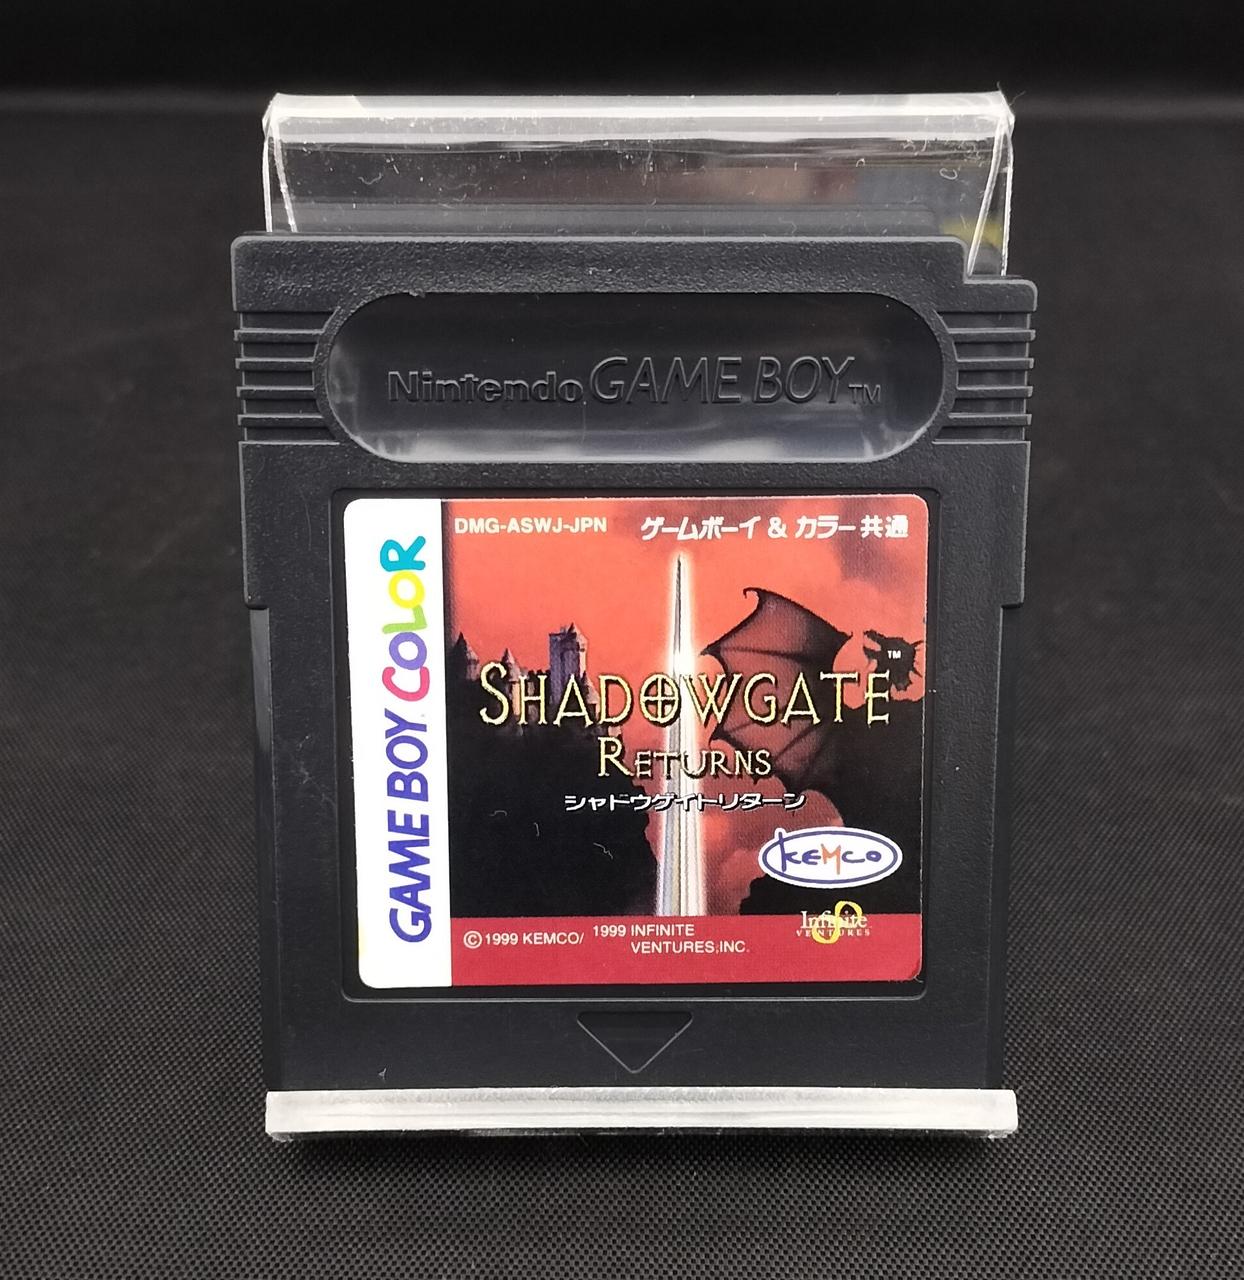 Nintendo GAME BOY TM
GAME BOY COLOR
DMG-ASWJ-JPN ゲームボーイ & カラー共通
SHADOWGATE TM
RETURNS
シャドウゲイトリターン
KEMCO
Infinite
VENTURES
©1999 KEMCO/ 1999 INFINITE
VENTURES,INC.